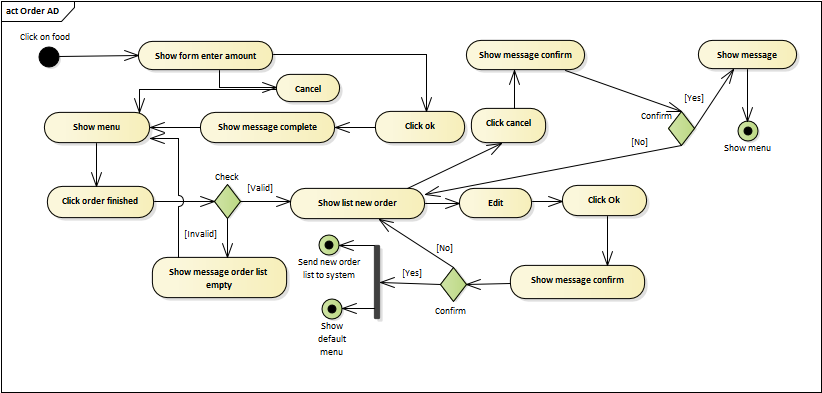 act Order AD
Click on food
Show form enter amount
Show message confirm
Show message
Cancel
[Yes]
Show menu
Show message complete
Click ok
Click cancel
Confirm
[No]
Show menu
Check
[Valid]
Click order finished
Show list new order
Edit
Click Ok
[Invalid]
[No]
Send new order
list to system
[Yes]
Show message order list
empty
Show message confirm
Confirm
Show
default
menu